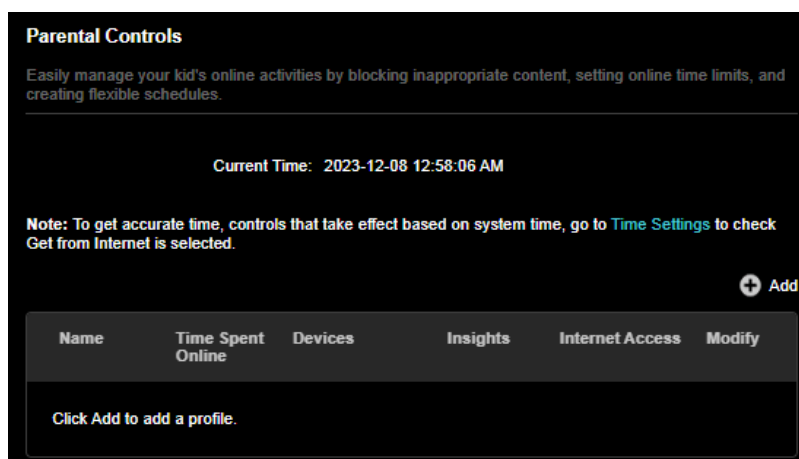 Parental Controls
Easily manage your kid's online activities by blocking inappropriate content, setting online time limits, and
creating flexible schedules.
Current Time: 2023-12-08 12:58:06 AM
Note: To get accurate time, controls that take effect based on system time, go to Time Settings to check
Get from Internet is selected.
Add
Name Time Spent Online Devices Insights Internet Access Modify
Click Add to add a profile.